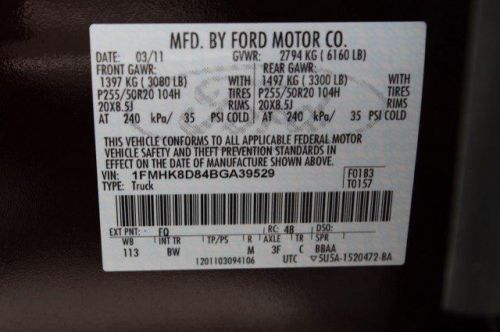 MFD. BY FORD MOTOR CO.
DATE: 03/11 GVWR: 2794 KG ( 6160 LB)
FRONT GAWR: REAR GAWR:
1397 KG ( 3080 LB) WITH 1497 KG ( 3300 LB) WITH
P255/50R20 104H TIRES P255/50R20 104H TIRES
20X8.5J RIMS 20X8.5J RIMS
AT 240 kPa/ 35 PSI COLD AT 240 kPa/ 35 PSI COLD
THIS VEHICLE CONFORMS TO ALL APPLICABLE FEDERAL MOTOR
VEHICLE SAFETY AND THEFT PREVENTION STANDARDS IN
EFFECT ON THE DATE OF MANUFACTURE SHOWN ABOVE.
VIN: 1FMHK8D84BGA39529 F0183
TYPE: Truck T0157
EXT PNT: FQ RC: 48 DSO:
WB INT TR TP/PS R AXLE TR SPR
113 BW M 3F C BBAA
1201103094106 UTC 5U5A-1520472-BA